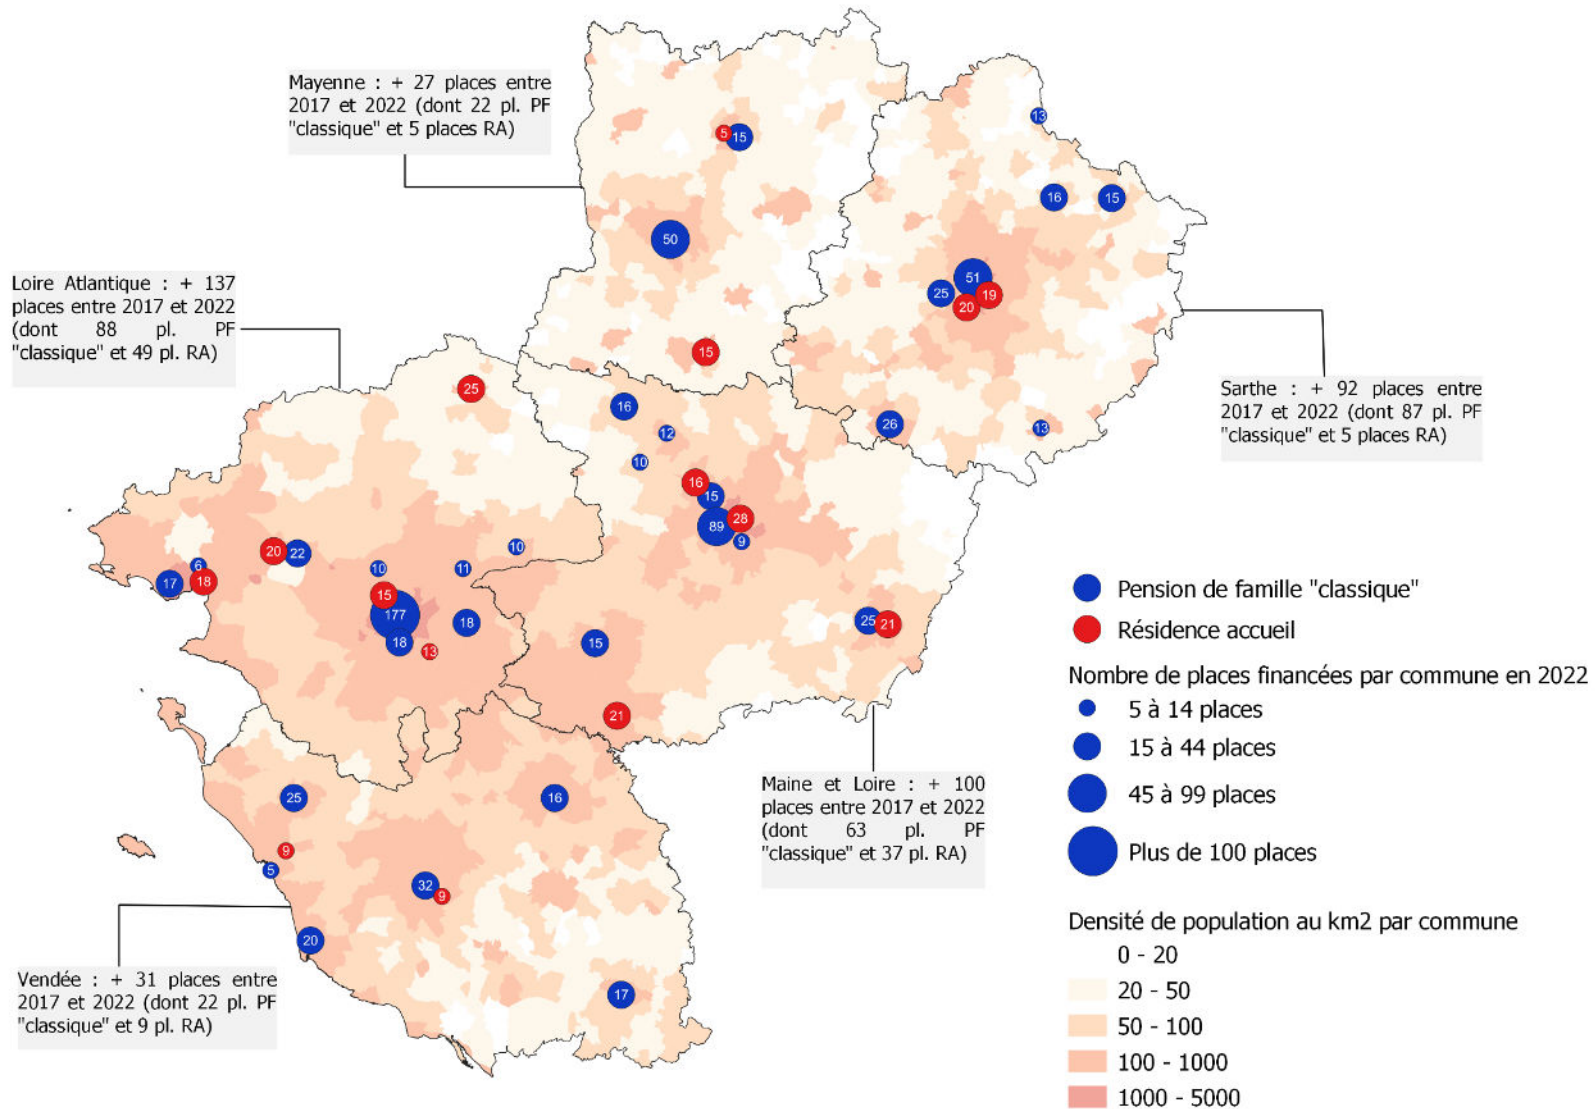 Mayenne : + 27 places entre
2017 et 2022 (dont 22 pl. PF
"classique" et 5 places RA)
13
5
15
16
15
50
Loire Atlantique : + 137
places entre 2017 et 2022
(dont 88 pl. PF
"classique" et 49 pl. RA)
51
25
19
20
15
25
Sarthe : + 92 places entre
2017 et 2022 (dont 87 pl. PF
"classique" et 5 places RA)
16
26
12
13
10
16
15
28
89
9
20
22
10
10
11
6
17
18
15
177
18
18
13
25
21
15
21
Pension de famille "classique"
Résidence accueil
Nombre de places financées par commune en 2022
5 à 14 places
15 à 44 places
45 à 99 places
Plus de 100 places
Maine et Loire : + 100
places entre 2017 et 2022
(dont 63 pl. PF
"classique" et 37 pl. RA)
25
16
9
5
32
9
20
17
Vendée : + 31 places entre
2017 et 2022 (dont 22 pl. PF
"classique" et 9 pl. RA)
Densité de population au km2 par commune
0 - 20
20 - 50
50 - 100
100 - 1000
1000 - 5000